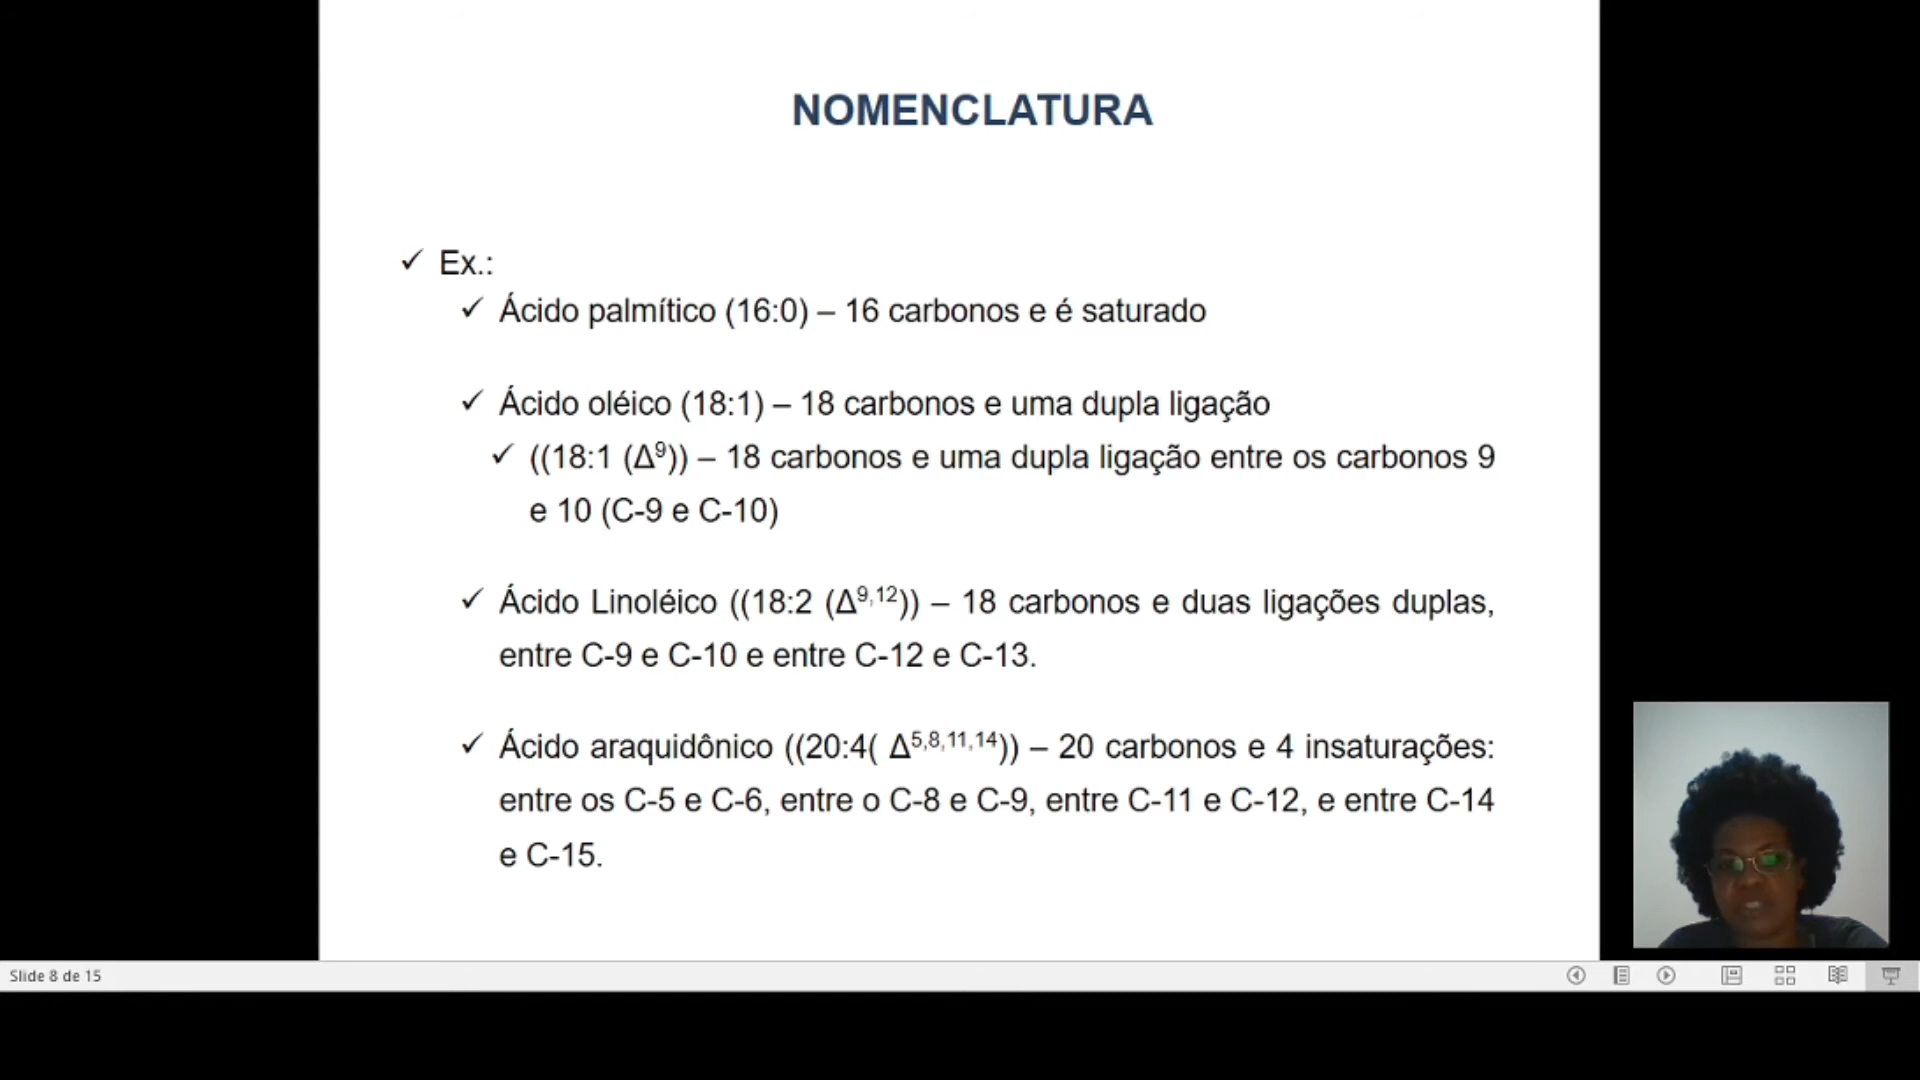 NOMENCLATURA
✓ Ex.:
✓ Ácido palmítico (16:0) – 16 carbonos e é saturado
✓ Ácido oléico (18:1) – 18 carbonos e uma dupla ligação
✓ ((18:1 (Δ⁹)) – 18 carbonos e uma dupla ligação entre os carbonos 9
e 10 (C-9 e C-10)
✓ Ácido Linoléico ((18:2 (Δ⁹,¹²)) – 18 carbonos e duas ligações duplas,
entre C-9 e C-10 e entre C-12 e C-13.
✓ Ácido araquidônico ((20:4( Δ⁵,⁸,¹¹,¹⁴)) – 20 carbonos e 4 insaturações:
entre os C-5 e C-6, entre o C-8 e C-9, entre C-11 e C-12, e entre C-14
e C-15.
Slide 8 de 15